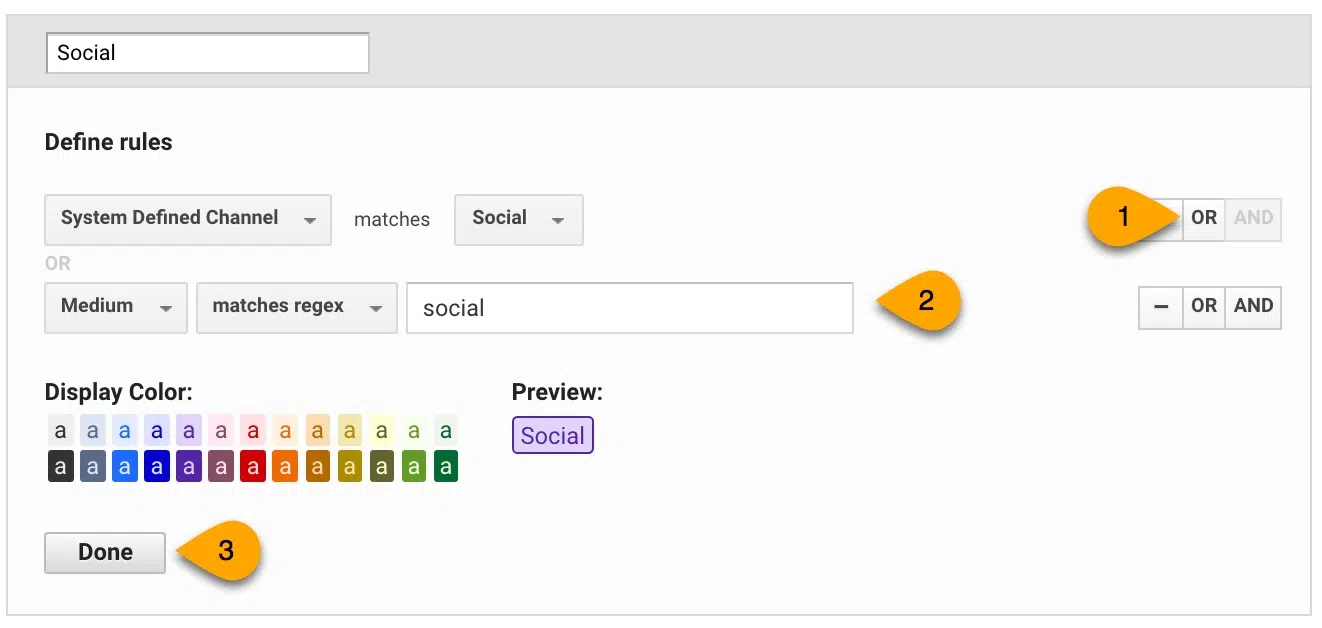 Social
Define rules
System Defined Channel matches Social 1 OR AND
OR
Medium matches regex social 2 − OR AND
Display Color: Preview:
a a a a a a a a a a a a a Social
a a a a a a a a a a a a a
Done 3